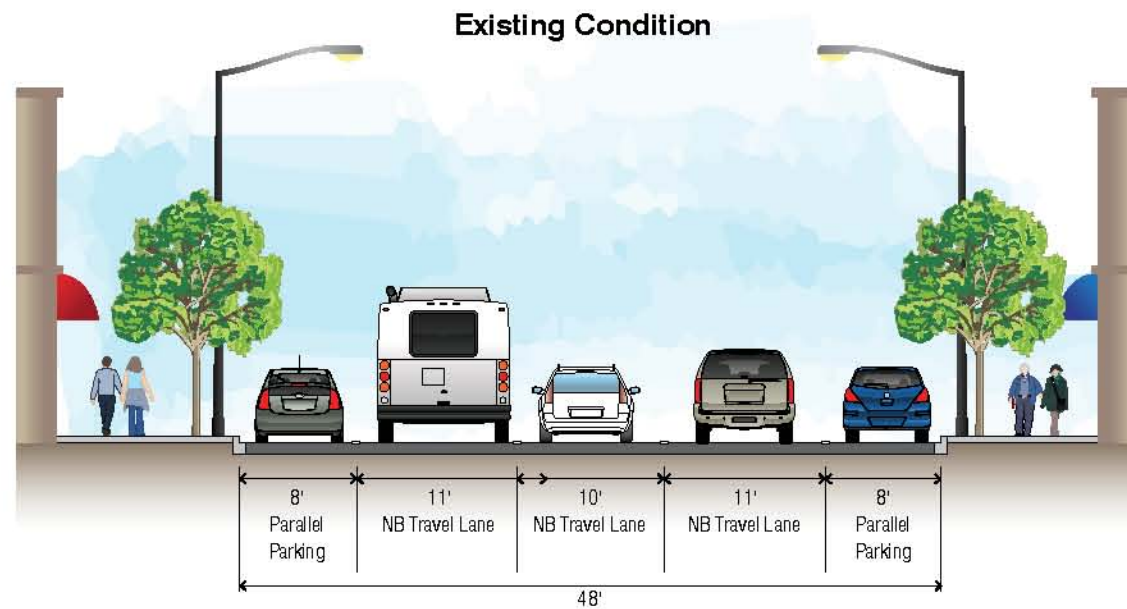 Existing Condition
8' 11' 10' 11' 8'
Parallel NB Travel Lane NB Travel Lane NB Travel Lane Parallel
Parking Parking
48'